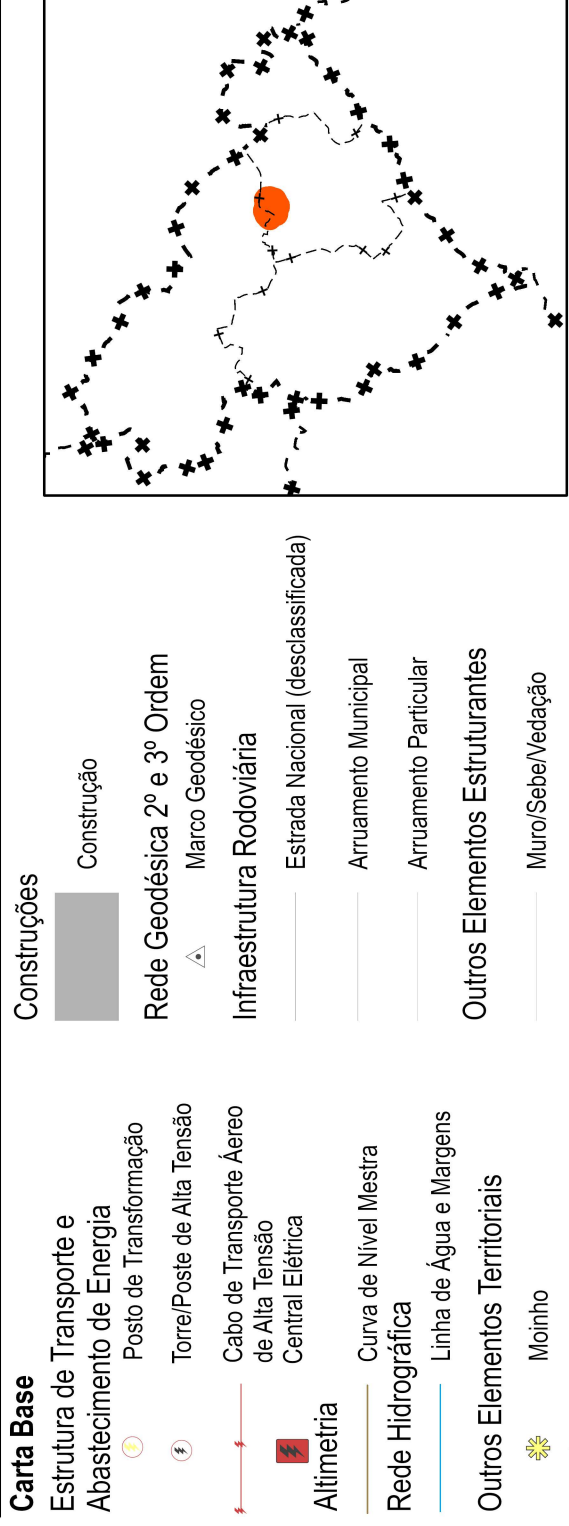 Carta Base
Estrutura de Transporte e
Abastecimento de Energia
Posto de Transformação
Torre/Poste de Alta Tensão
Cabo de Transporte Áereo
de Alta Tensão
Central Elétrica
Altimetria
Curva de Nível Mestra
Rede Hidrográfica
Linha de Água e Margens
Outros Elementos Territoriais
Moinho
Construções
Construção
Rede Geodésica 2º e 3º Ordem
Marco Geodésico
Infraestrutura Rodoviária
Estrada Nacional (desclassificada)
Arruamento Municipal
Arruamento Particular
Outros Elementos Estruturantes
Muro/Sebe/Vedação